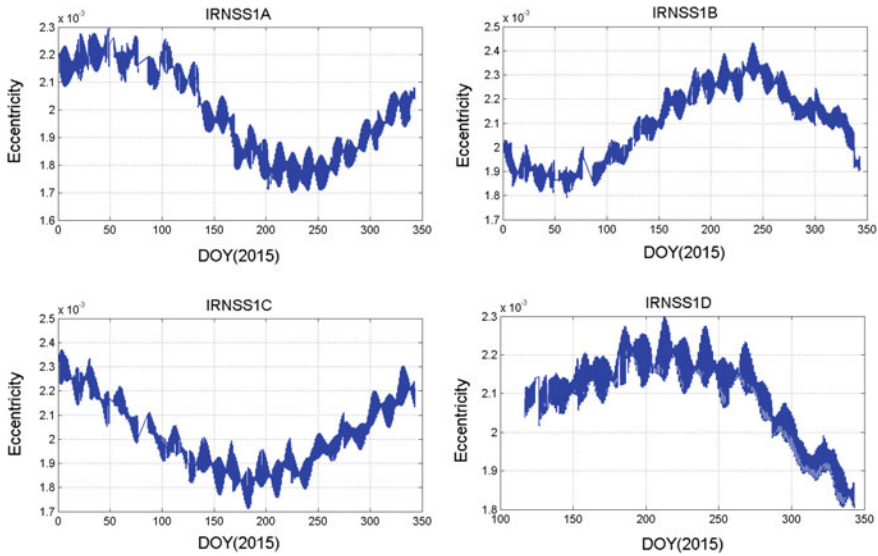 IRNSS1A
x 10⁻³
2.3
2.2
2.1
2
1.9
1.8
1.7
1.6
Eccentricity
0 50 100 150 200 250 300 350
DOY(2015)
IRNSS1B
x 10⁻³
2.5
2.4
2.3
2.2
2.1
2
1.9
1.8
1.7
Eccentricity
0 50 100 150 200 250 300 350
DOY(2015)
IRNSS1C
x 10⁻³
2.5
2.4
2.3
2.2
2.1
2
1.9
1.8
1.7
Eccentricity
0 50 100 150 200 250 300 350
DOY(2015)
IRNSS1D
x 10⁻³
2.3
2.2
2.1
2
1.9
1.8
Eccentricity
100 150 200 250 300 350
DOY(2015)